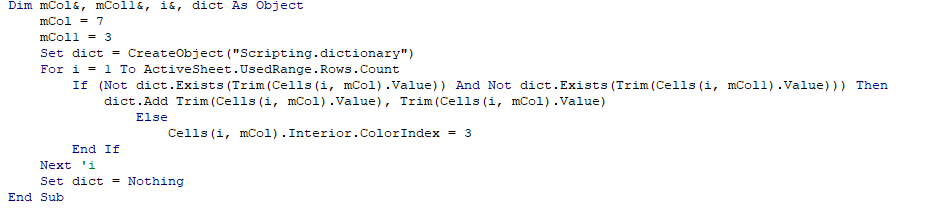 Dim mCol&, mCol1&, i&, dict As Object
mCol = 7
mCol1 = 3
Set dict = CreateObject("Scripting.dictionary")
For i = 1 To ActiveSheet.UsedRange.Rows.Count
If (Not dict.Exists(Trim(Cells(i, mCol).Value)) And Not dict.Exists(Trim(Cells(i, mCol1).Value))) Then
dict.Add Trim(Cells(i, mCol).Value), Trim(Cells(i, mCol).Value)
Else
Cells(i, mCol).Interior.ColorIndex = 3
End If
Next 'i
Set dict = Nothing
End Sub